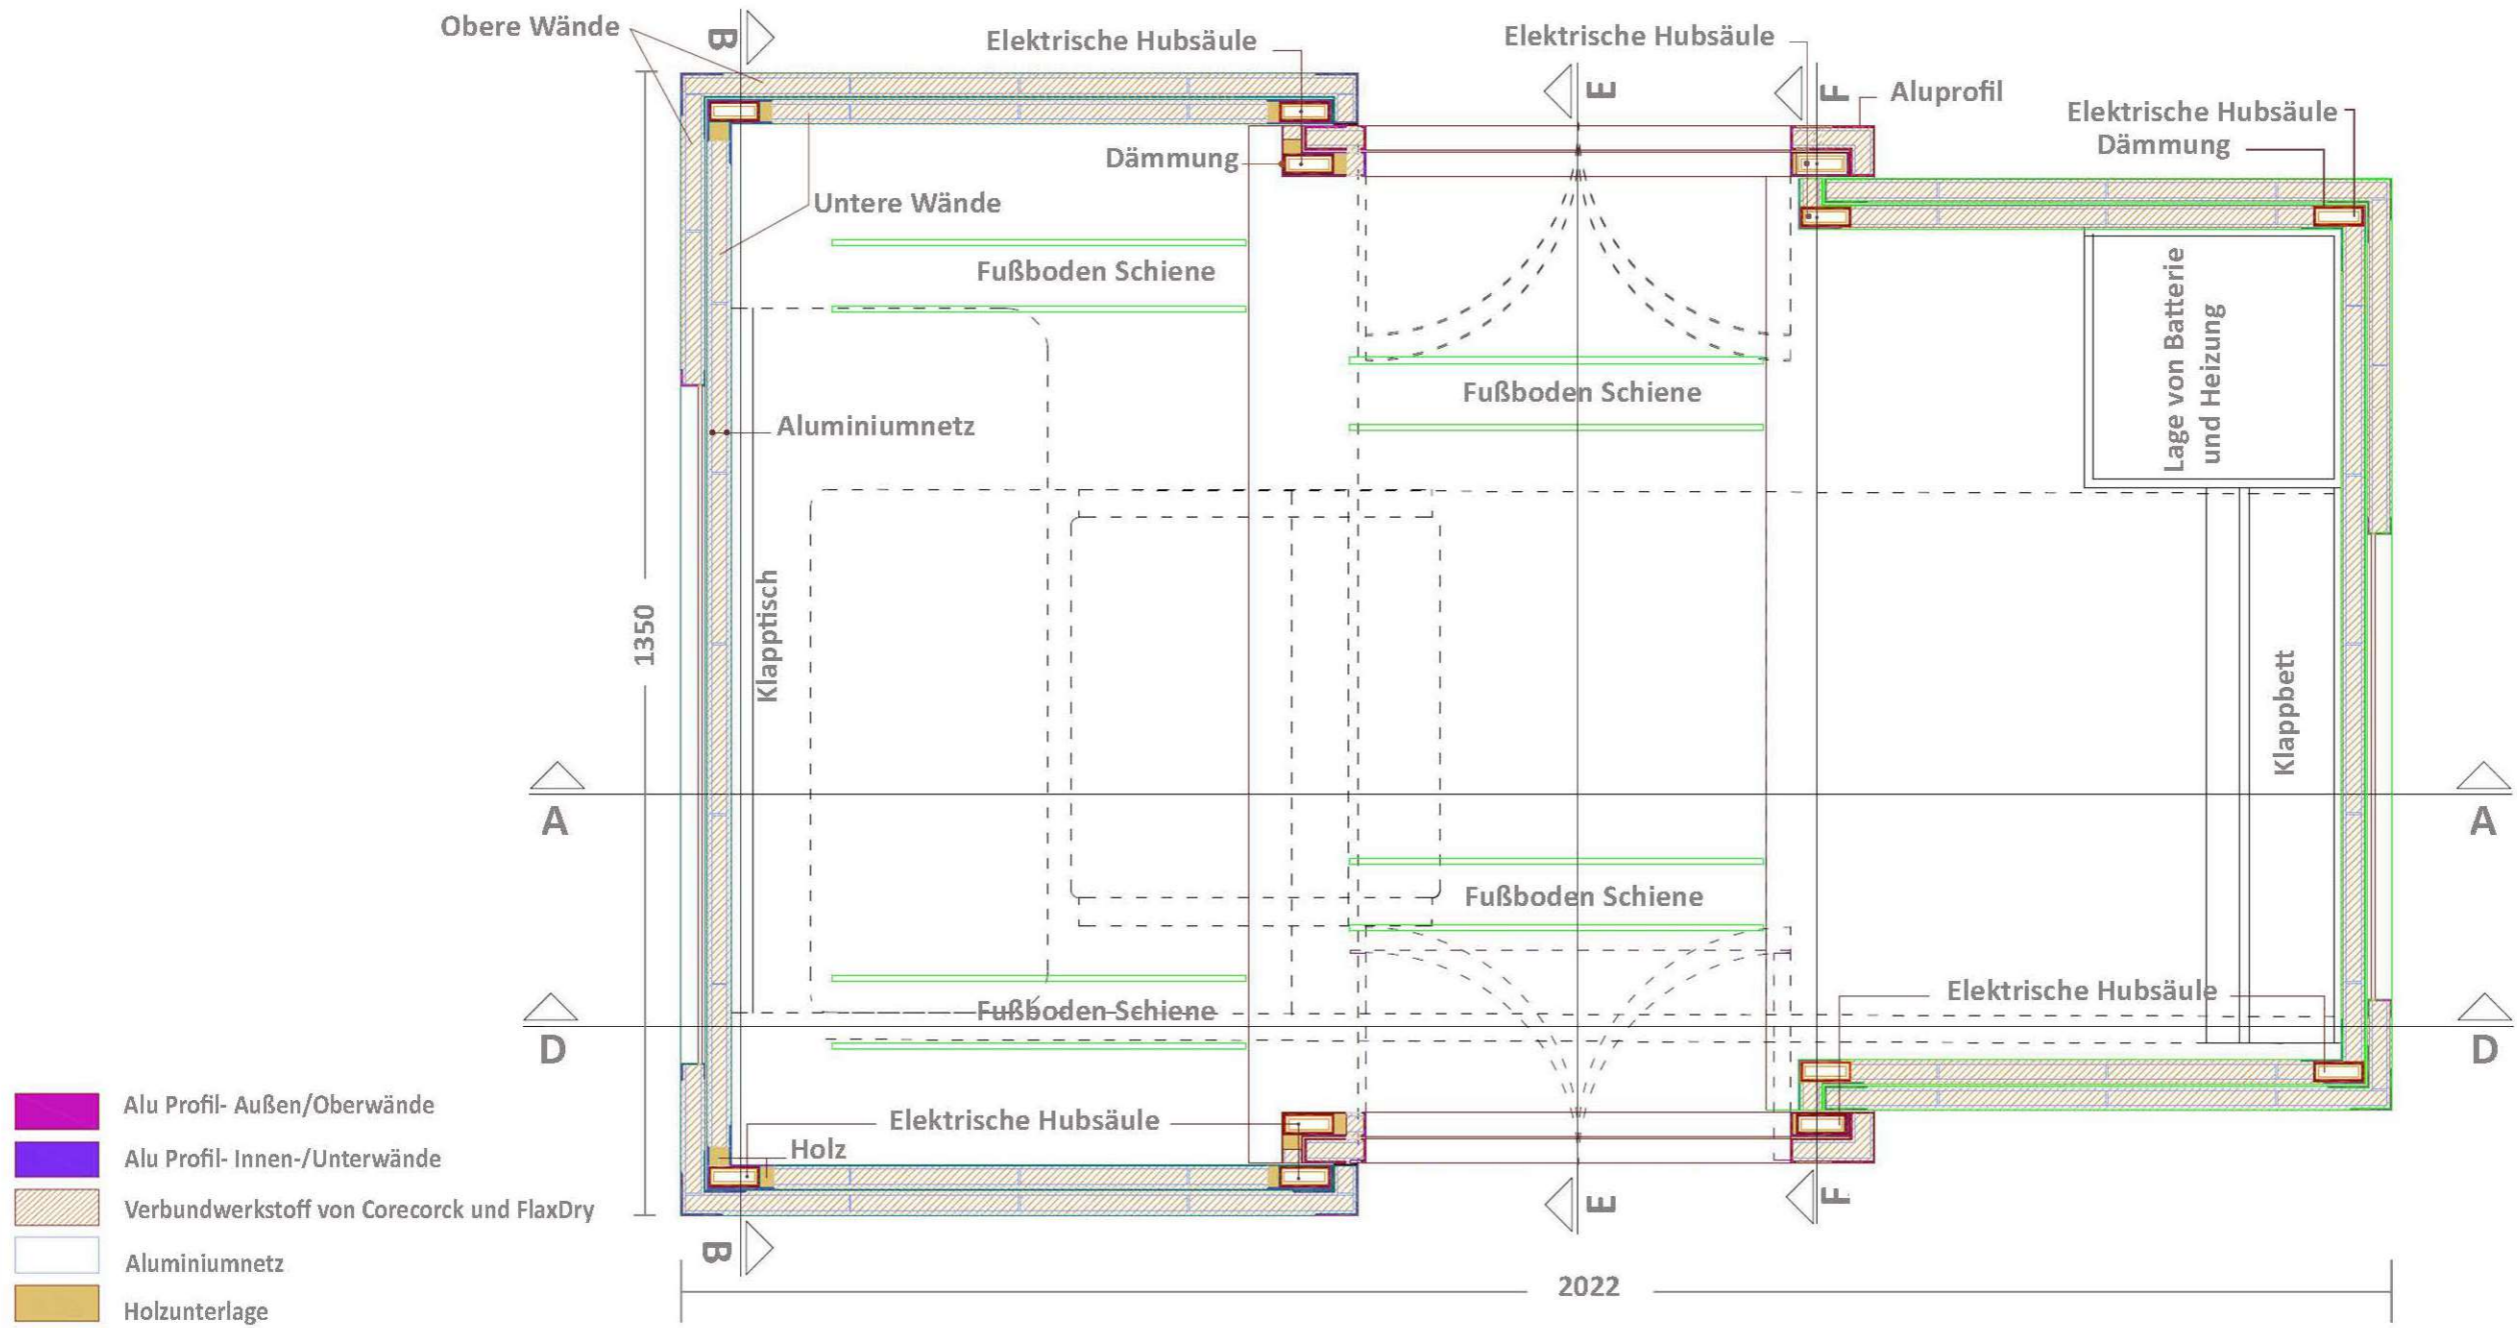 Obere Wände
B
Elektrische Hubsäule
Elektrische Hubsäule
E
F
Aluprofil
Elektrische Hubsäule
Dämmung
Dämmung
Untere Wände
Fußboden Schiene
Lage von Batterie
und Heizung
Fußboden Schiene
Aluminiumnetz
1350
Klapptisch
Klappbett
A
A
Fußboden Schiene
Elektrische Hubsäule
Fußboden Schiene
D
D
Elektrische Hubsäule
Holz
E
F
B
2022
Alu Profil- Außen/Oberwände
Alu Profil- Innen-/Unterwände
Verbundwerkstoff von Corecorck und FlaxDry
Aluminiumnetz
Holzunterlage